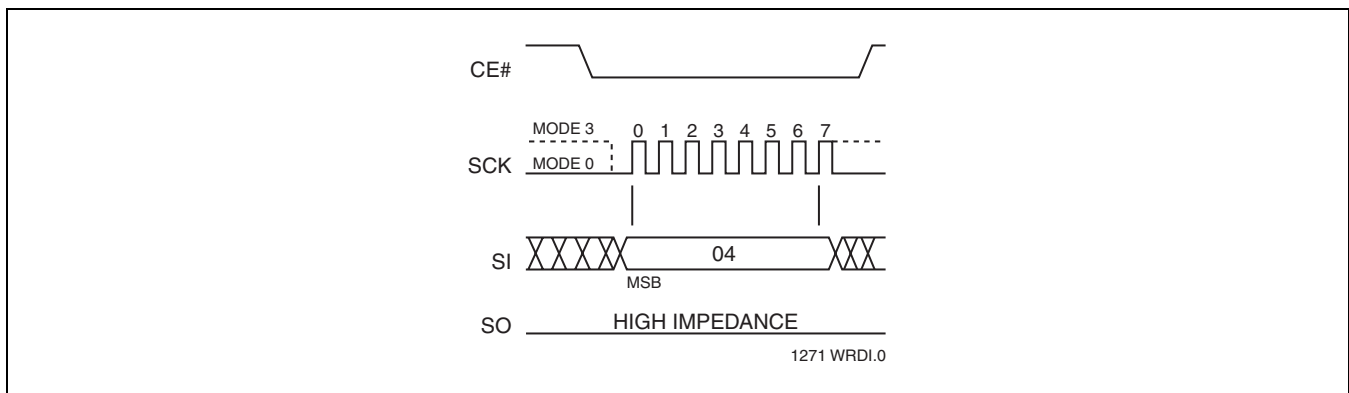 CE#
MODE 3
0 1 2 3 4 5 6 7
SCK
MODE 0
SI
04
MSB
SO
HIGH IMPEDANCE
1271 WRDI.0